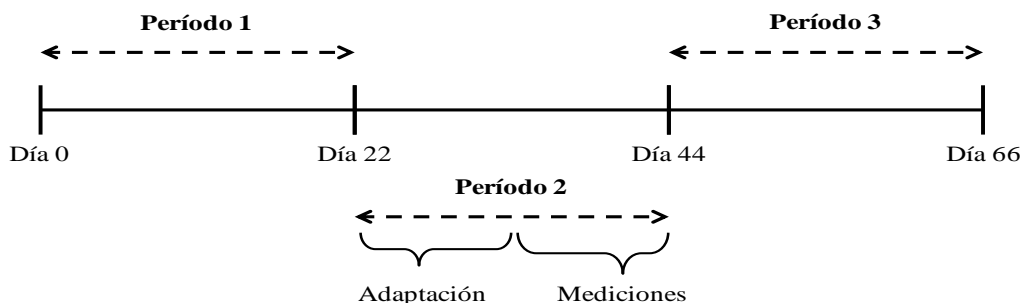 Período 1
Período 3
Día 0
Día 22
Día 44
Día 66
Período 2
Adaptación
Mediciones